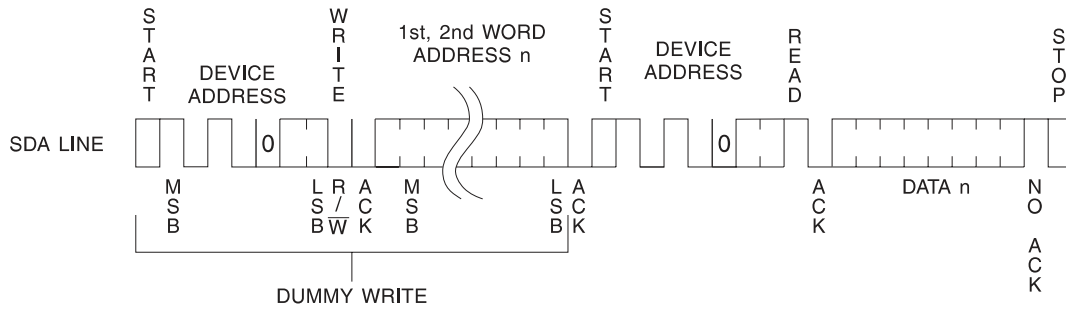 START
WRITE
1st, 2nd WORD
ADDRESS n
START
DEVICE
ADDRESS
READ
STOP
DEVICE
ADDRESS
SDA LINE
0
0
MSB
LSB
R/W
ACK
MSB
LSB
ACK
ACK
DATA n
NO ACK
DUMMY WRITE